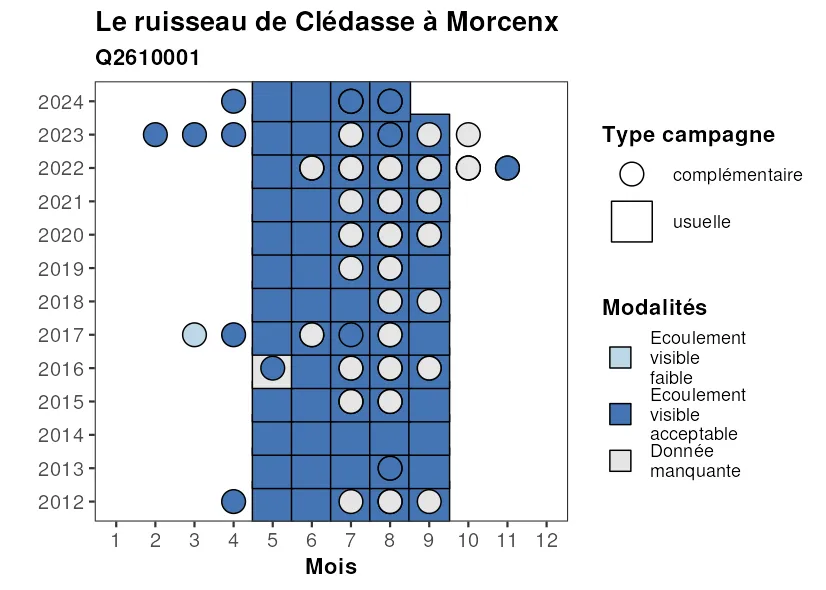 Le ruisseau de Clédasse à Morcenx
Q2610001
2024
2023
2022
2021
2020
2019
2018
2017
2016
2015
2014
2013
2012
1 2 3 4 5 6 7 8 9 10 11 12
Mois
Type campagne
complémentaire
usuelle
Modalités
Ecoulement
visible
faible
Ecoulement
visible
acceptable
Donnée
manquante